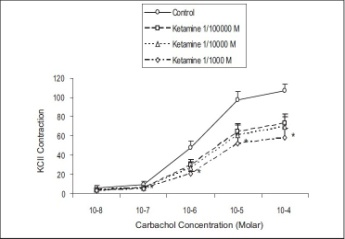 Control
Ketamine 1/100000 M
Ketamine 1/10000 M
Ketamine 1/1000 M
120
100
80
60
40
20
0
KCll Contraction
10-8 10-7 10-6 10-5 10-4
Carbachol Concentration (Molar)
* * *